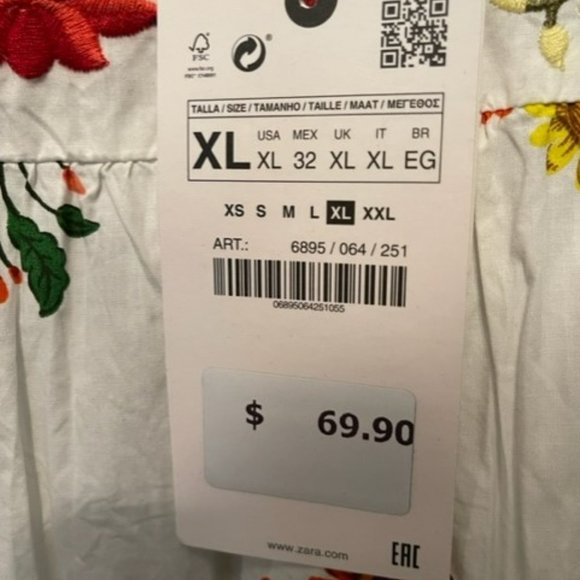 FSC
TALLA / SIZE / TAMANHO / TAILLE / MAAT / ΜΕΓΕΘΟΣ
XL USA MEX UK IT BR
XL 32 XL XL EG
XS S M L XL XXL
ART.: 6895 / 064 / 251
06895064251055
$ 69.90
www.zara.com
EAC